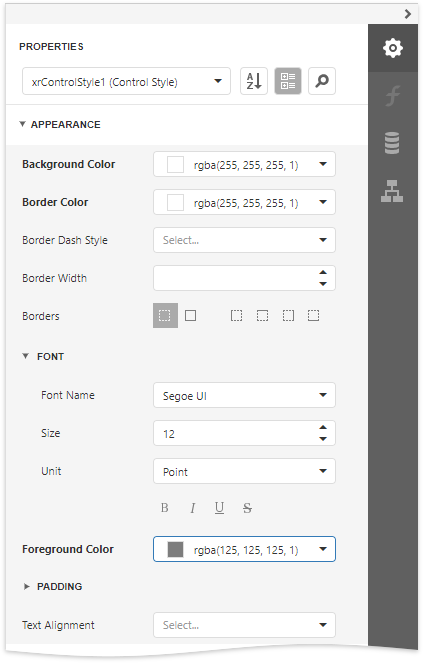 PROPERTIES
xrControlStyle1 (Control Style)
A
Z
APPEARANCE
Background Color rgba(255, 255, 255, 1)
Border Color rgba(255, 255, 255, 1)
Border Dash Style Select...
Border Width
Borders
FONT
Font Name Segoe UI
Size 12
Unit Point
B I U S
Foreground Color rgba(125, 125, 125, 1)
PADDING
Text Alignment Select...